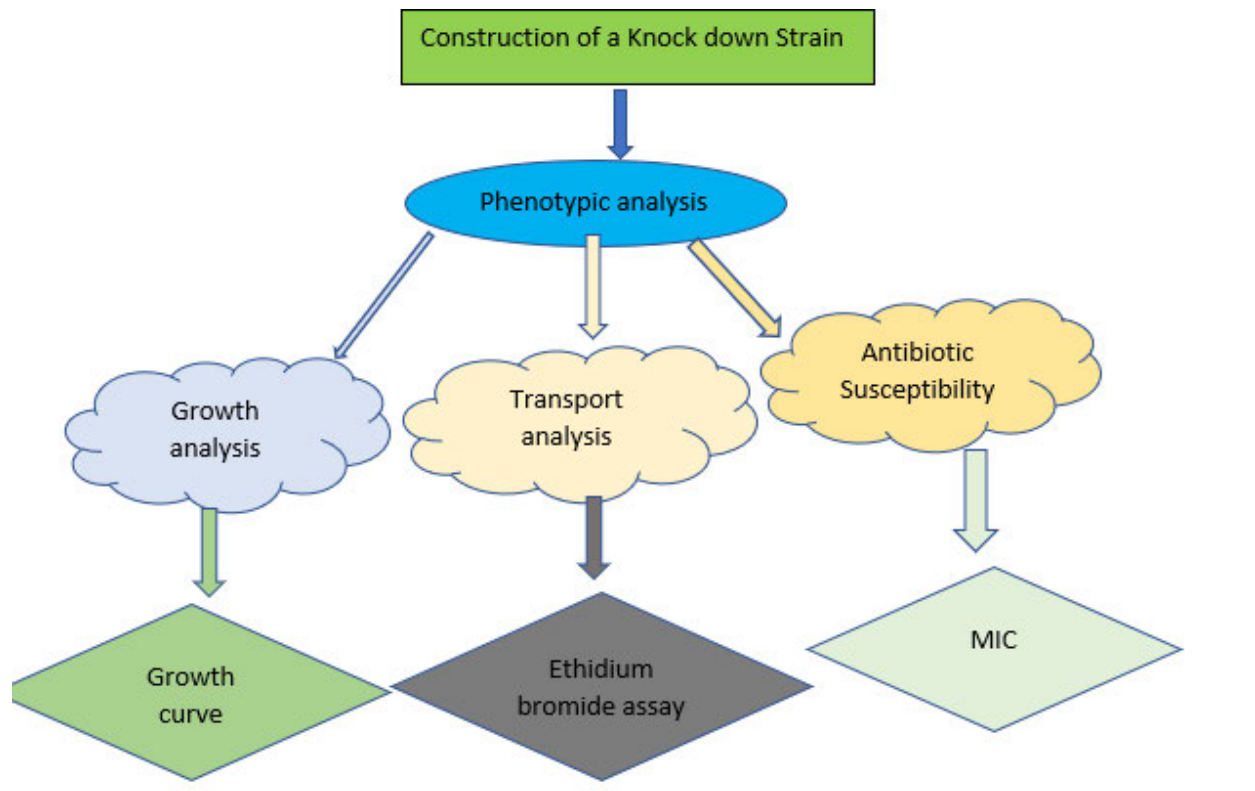 Construction of a Knock down Strain
Phenotypic analysis
Growth
analysis
Transport
analysis
Antibiotic
Susceptibility
Growth
curve
Ethidium
bromide assay
MIC